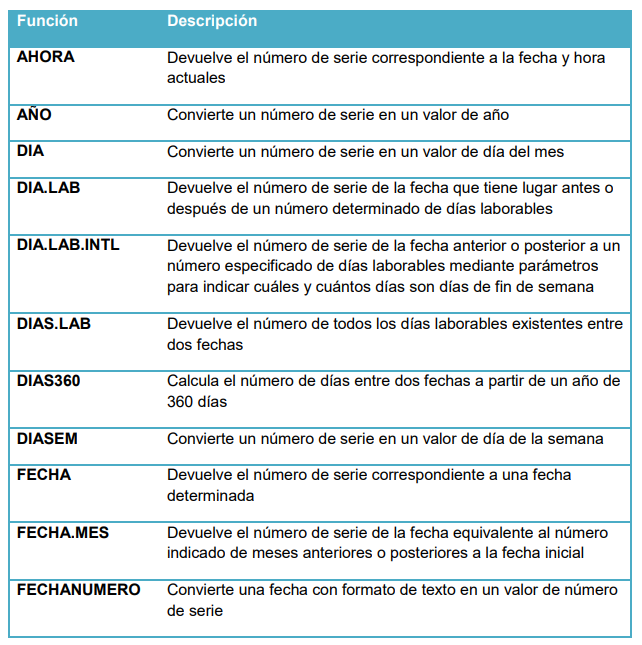 Función Descripción
AHORA Devuelve el número de serie correspondiente a la fecha y hora
actuales
AÑO Convierte un número de serie en un valor de año
DIA Convierte un número de serie en un valor de día del mes
DIA.LAB Devuelve el número de serie de la fecha que tiene lugar antes o
después de un número determinado de días laborables
DIA.LAB.INTL Devuelve el número de serie de la fecha anterior o posterior a un
número especificado de días laborables mediante parámetros
para indicar cuáles y cuántos días son días de fin de semana
DIAS.LAB Devuelve el número de todos los días laborables existentes entre
dos fechas
DIAS360 Calcula el número de días entre dos fechas a partir de un año de
360 días
DIASEM Convierte un número de serie en un valor de día de la semana
FECHA Devuelve el número de serie correspondiente a una fecha
determinada
FECHA.MES Devuelve el número de serie de la fecha equivalente al número
indicado de meses anteriores o posteriores a la fecha inicial
FECHANUMERO Convierte una fecha con formato de texto en un valor de número
de serie